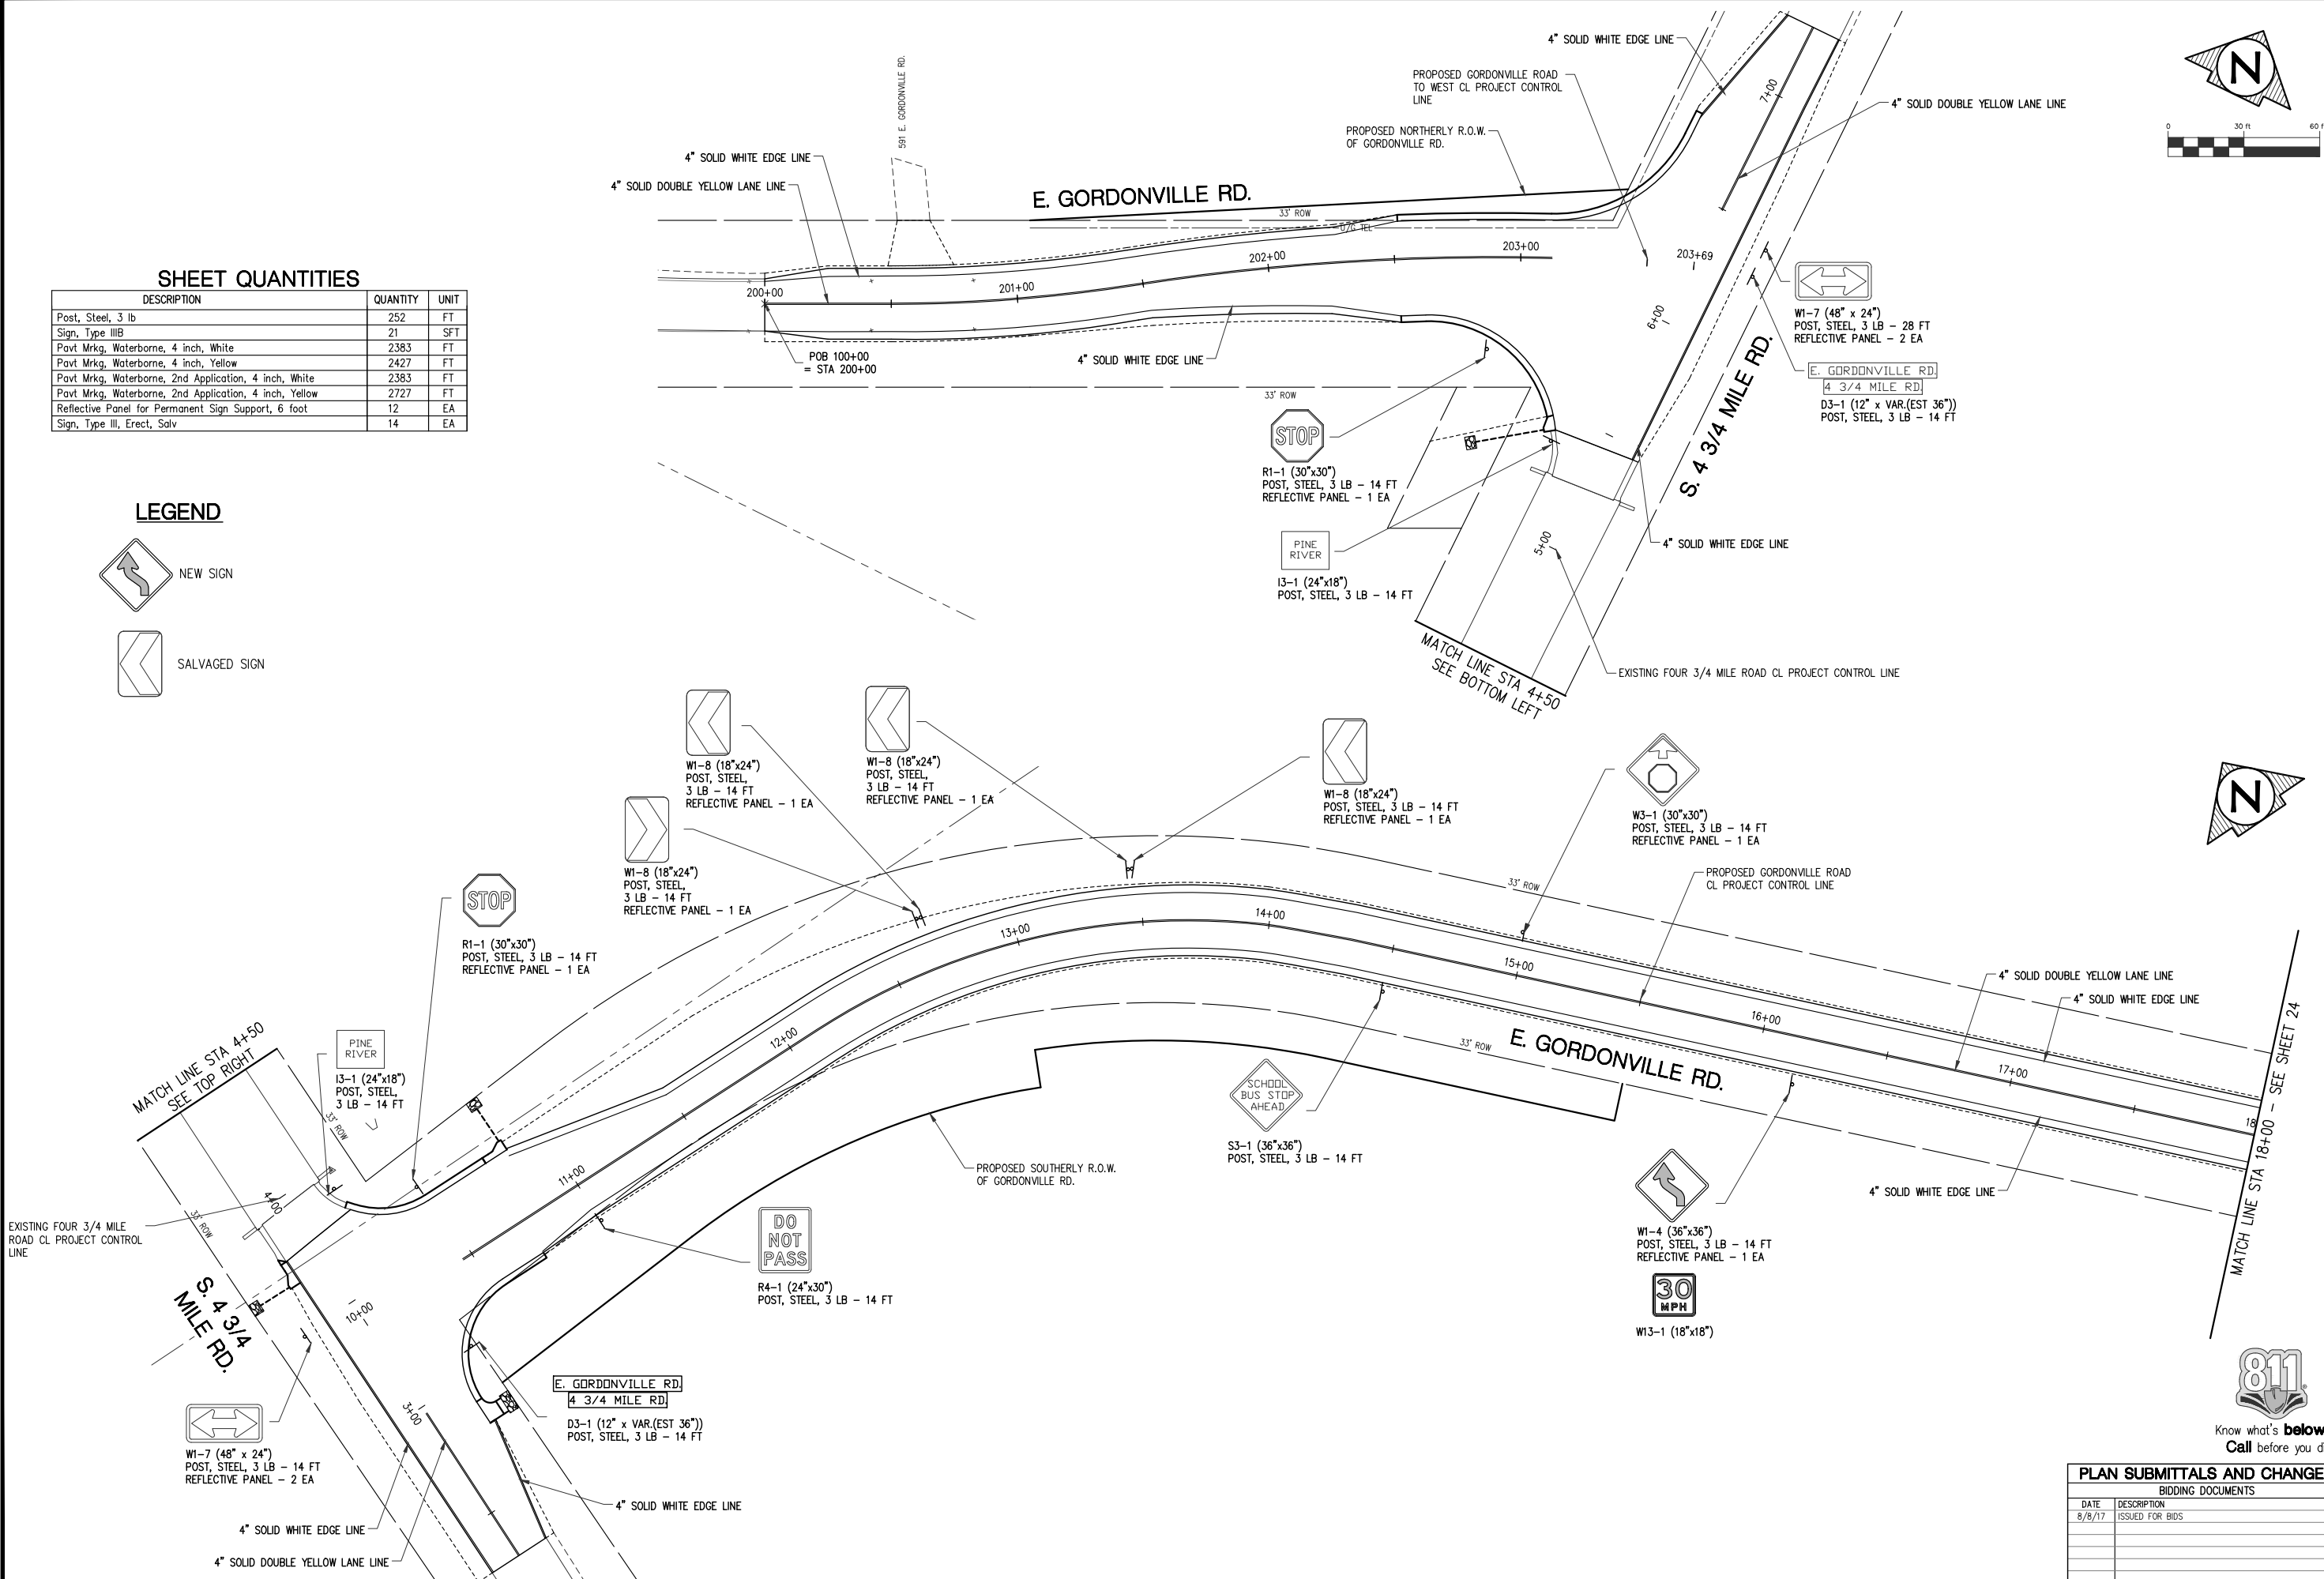 591 E. GORDONVILLE RD.
4" SOLID WHITE EDGE LINE
PROPOSED GORDONVILLE ROAD
TO WEST CL PROJECT CONTROL
LINE
PROPOSED NORTHERLY R.O.W.
OF GORDONVILLE RD.
7+00
4" SOLID DOUBLE YELLOW LANE LINE
N
0 30 ft
4" SOLID WHITE EDGE LINE
4" SOLID DOUBLE YELLOW LANE LINE
E. GORDONVILLE RD.
33' ROW
U/G TEL
200+00
201+00
202+00
203+00
203+69
6+00
POB 100+00
= STA 200+00
4" SOLID WHITE EDGE LINE
33' ROW
W1-7 (48" x 24")
POST, STEEL, 3 LB - 28 FT
REFLECTIVE PANEL - 2 EA
E. GORDONVILLE RD.
4 3/4 MILE RD.
D3-1 (12" x VAR.(EST 36"))
POST, STEEL, 3 LB - 14 FT
S. 4 3/4 MILE RD.
STOP
R1-1 (30"x30")
POST, STEEL, 3 LB - 14 FT
REFLECTIVE PANEL - 1 EA
PINE
RIVER
I3-1 (24"x18")
POST, STEEL, 3 LB - 14 FT
5+00
4" SOLID WHITE EDGE LINE
MATCH LINE STA 4+50
SEE BOTTOM LEFT
EXISTING FOUR 3/4 MILE ROAD CL PROJECT CONTROL LINE
SHEET QUANTITIES
DESCRIPTION QUANTITY UNIT
Post, Steel, 3 lb 252 FT
Sign, Type IIIB 21 SFT
Pavt Mrkg, Waterborne, 4 inch, White 2383 FT
Pavt Mrkg, Waterborne, 4 inch, Yellow 2427 FT
Pavt Mrkg, Waterborne, 2nd Application, 4 inch, White 2383 FT
Pavt Mrkg, Waterborne, 2nd Application, 4 inch, Yellow 2727 FT
Reflective Panel for Permanent Sign Support, 6 foot 12 EA
Sign, Type III, Erect, Salv 14 EA
LEGEND
NEW SIGN
SALVAGED SIGN
W1-8 (18"x24")
POST, STEEL,
3 LB - 14 FT
REFLECTIVE PANEL - 1 EA
W1-8 (18"x24")
POST, STEEL,
3 LB - 14 FT
REFLECTIVE PANEL - 1 EA
W1-8 (18"x24")
POST, STEEL, 3 LB - 14 FT
REFLECTIVE PANEL - 1 EA
W3-1 (30"x30")
POST, STEEL, 3 LB - 14 FT
REFLECTIVE PANEL - 1 EA
N
W1-8 (18"x24")
POST, STEEL,
3 LB - 14 FT
REFLECTIVE PANEL - 1 EA
PROPOSED GORDONVILLE ROAD
CL PROJECT CONTROL LINE
33' ROW
STOP
R1-1 (30"x30")
POST, STEEL, 3 LB - 14 FT
REFLECTIVE PANEL - 1 EA
10+00
11+00
12+00
13+00
14+00
15+00
16+00
17+00
18
4" SOLID DOUBLE YELLOW LANE LINE
4" SOLID WHITE EDGE LINE
E. GORDONVILLE RD.
33' ROW
MATCH LINE STA 18+00 - SEE SHEET 24
MATCH LINE STA 4+50
SEE TOP RIGHT
PINE
RIVER
I3-1 (24"x18")
POST, STEEL,
3 LB - 14 FT
33' ROW
4+00
33' ROW
EXISTING FOUR 3/4 MILE
ROAD CL PROJECT CONTROL
LINE
S. 4 3/4
MILE RD.
PROPOSED SOUTHERLY R.O.W.
OF GORDONVILLE RD.
SCHOOL
BUS STOP
AHEAD
S3-1 (36"x36")
POST, STEEL, 3 LB - 14 FT
4" SOLID WHITE EDGE LINE
W1-4 (36"x36")
POST, STEEL, 3 LB - 14 FT
REFLECTIVE PANEL - 1 EA
30
MPH
W13-1 (18"x18")
DO
NOT
PASS
R4-1 (24"x30")
POST, STEEL, 3 LB - 14 FT
E. GORDONVILLE RD.
4 3/4 MILE RD.
D3-1 (12" x VAR.(EST 36"))
POST, STEEL, 3 LB - 14 FT
3+00
W1-7 (48" x 24")
POST, STEEL, 3 LB - 14 FT
REFLECTIVE PANEL - 2 EA
4" SOLID WHITE EDGE LINE
4" SOLID WHITE EDGE LINE
4" SOLID DOUBLE YELLOW LANE LINE
811
Know what's below
Call before you
PLAN SUBMITTALS AND
BIDDING DOCUMENTS
DATE DESCRIPTION
8/8/17 ISSUED FOR BIDS